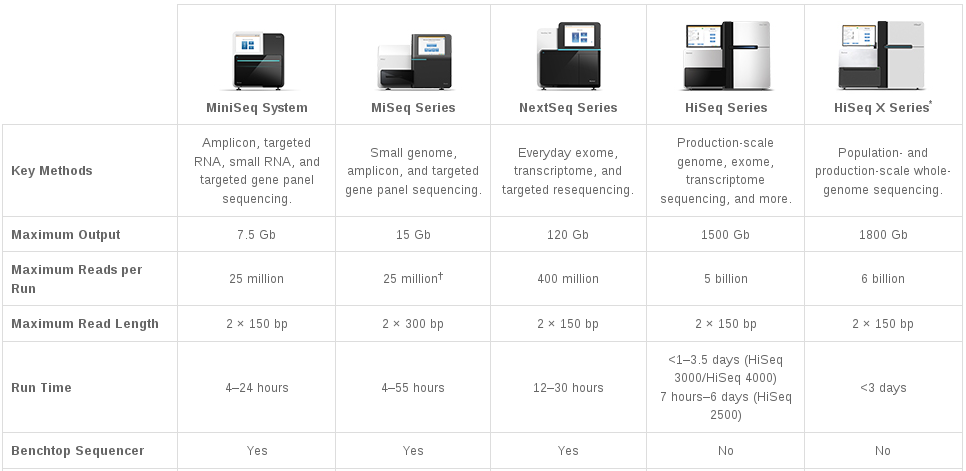 MiniSeq System
MiSeq Series
NextSeq Series
HiSeq Series
HiSeq X Series*
Key Methods
Amplicon, targeted
RNA, small RNA, and
targeted gene panel
sequencing.
Small genome,
amplicon, and targeted
gene panel sequencing.
Everyday exome,
transcriptome, and
targeted resequencing.
Production-scale
genome, exome,
transcriptome
sequencing, and more.
Population- and
production-scale whole-
genome sequencing.
Maximum Output
7.5 Gb
15 Gb
120 Gb
1500 Gb
1800 Gb
Maximum Reads per
Run
25 million
25 million†
400 million
5 billion
6 billion
Maximum Read Length
2 × 150 bp
2 × 300 bp
2 × 150 bp
2 × 150 bp
2 × 150 bp
Run Time
4–24 hours
4–55 hours
12–30 hours
<1–3.5 days (HiSeq
3000/HiSeq 4000)
7 hours–6 days (HiSeq
2500)
<3 days
Benchtop Sequencer
Yes
Yes
Yes
No
No